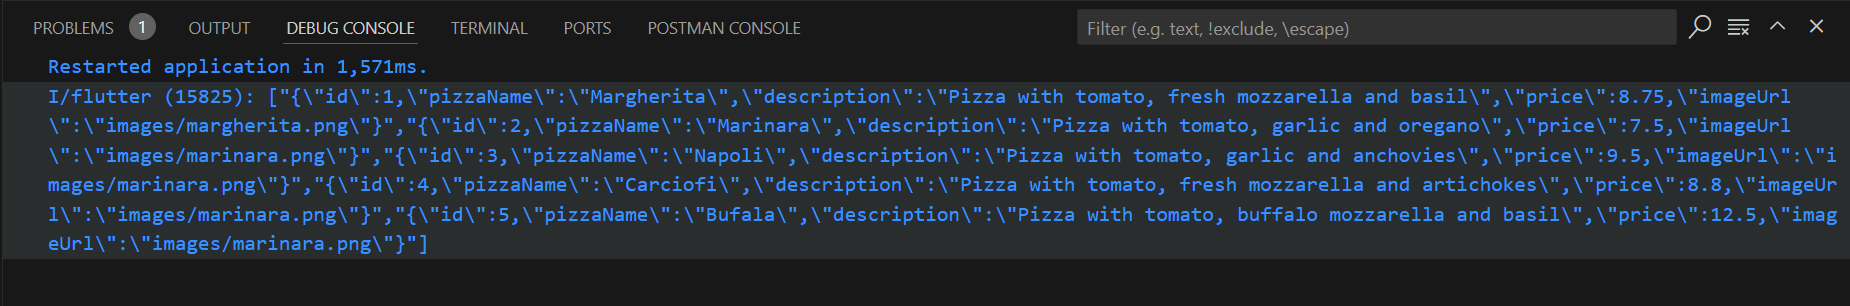 PROBLEMS 1 OUTPUT DEBUG CONSOLE TERMINAL PORTS POSTMAN CONSOLE Filter (e.g. text, !exclude, \escape)
Restarted application in 1,571ms.
I/flutter (15825): ["{\"id\":1,\"pizzaName\":\"Margherita\",\"description\":\"Pizza with tomato, fresh mozzarella and basil\",\"price\":8.75,\"imageUrl
\":\"images/margherita.png\"}","{\"id\":2,\"pizzaName\":\"Marinara\",\"description\":\"Pizza with tomato, garlic and oregano\",\"price\":7.5,\"imageUrl
\":\"images/marinara.png\"}","{\"id\":3,\"pizzaName\":\"Napoli\",\"description\":\"Pizza with tomato, garlic and anchovies\",\"price\":9.5,\"imageUrl\":\"i
mages/marinara.png\"}","{\"id\":4,\"pizzaName\":\"Carciofi\",\"description\":\"Pizza with tomato, fresh mozzarella and artichokes\",\"price\":8.8,\"imageUr
l\":\"images/marinara.png\"}","{\"id\":5,\"pizzaName\":\"Bufala\",\"description\":\"Pizza with tomato, buffalo mozzarella and basil\",\"price\":12.5,\"imag
eUrl\":\"images/marinara.png\"}"]